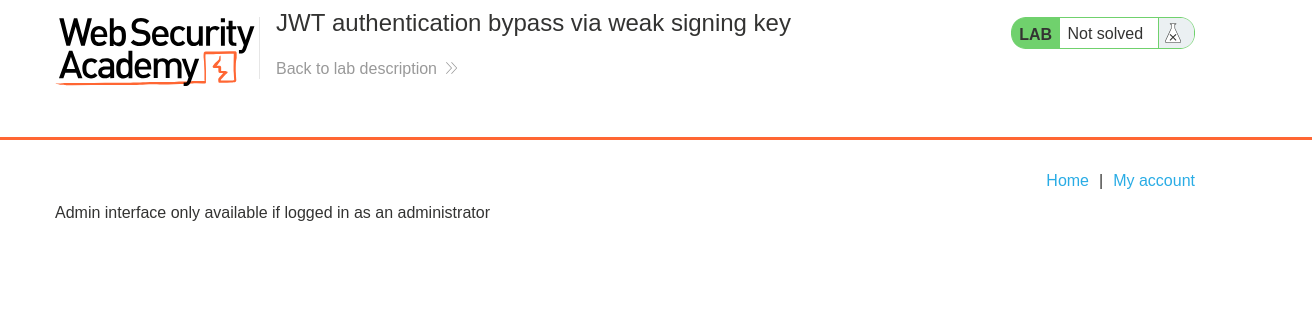 Web Security
Academy
JWT authentication bypass via weak signing key
Back to lab description
LAB Not solved
Home | My account
Admin interface only available if logged in as an administrator